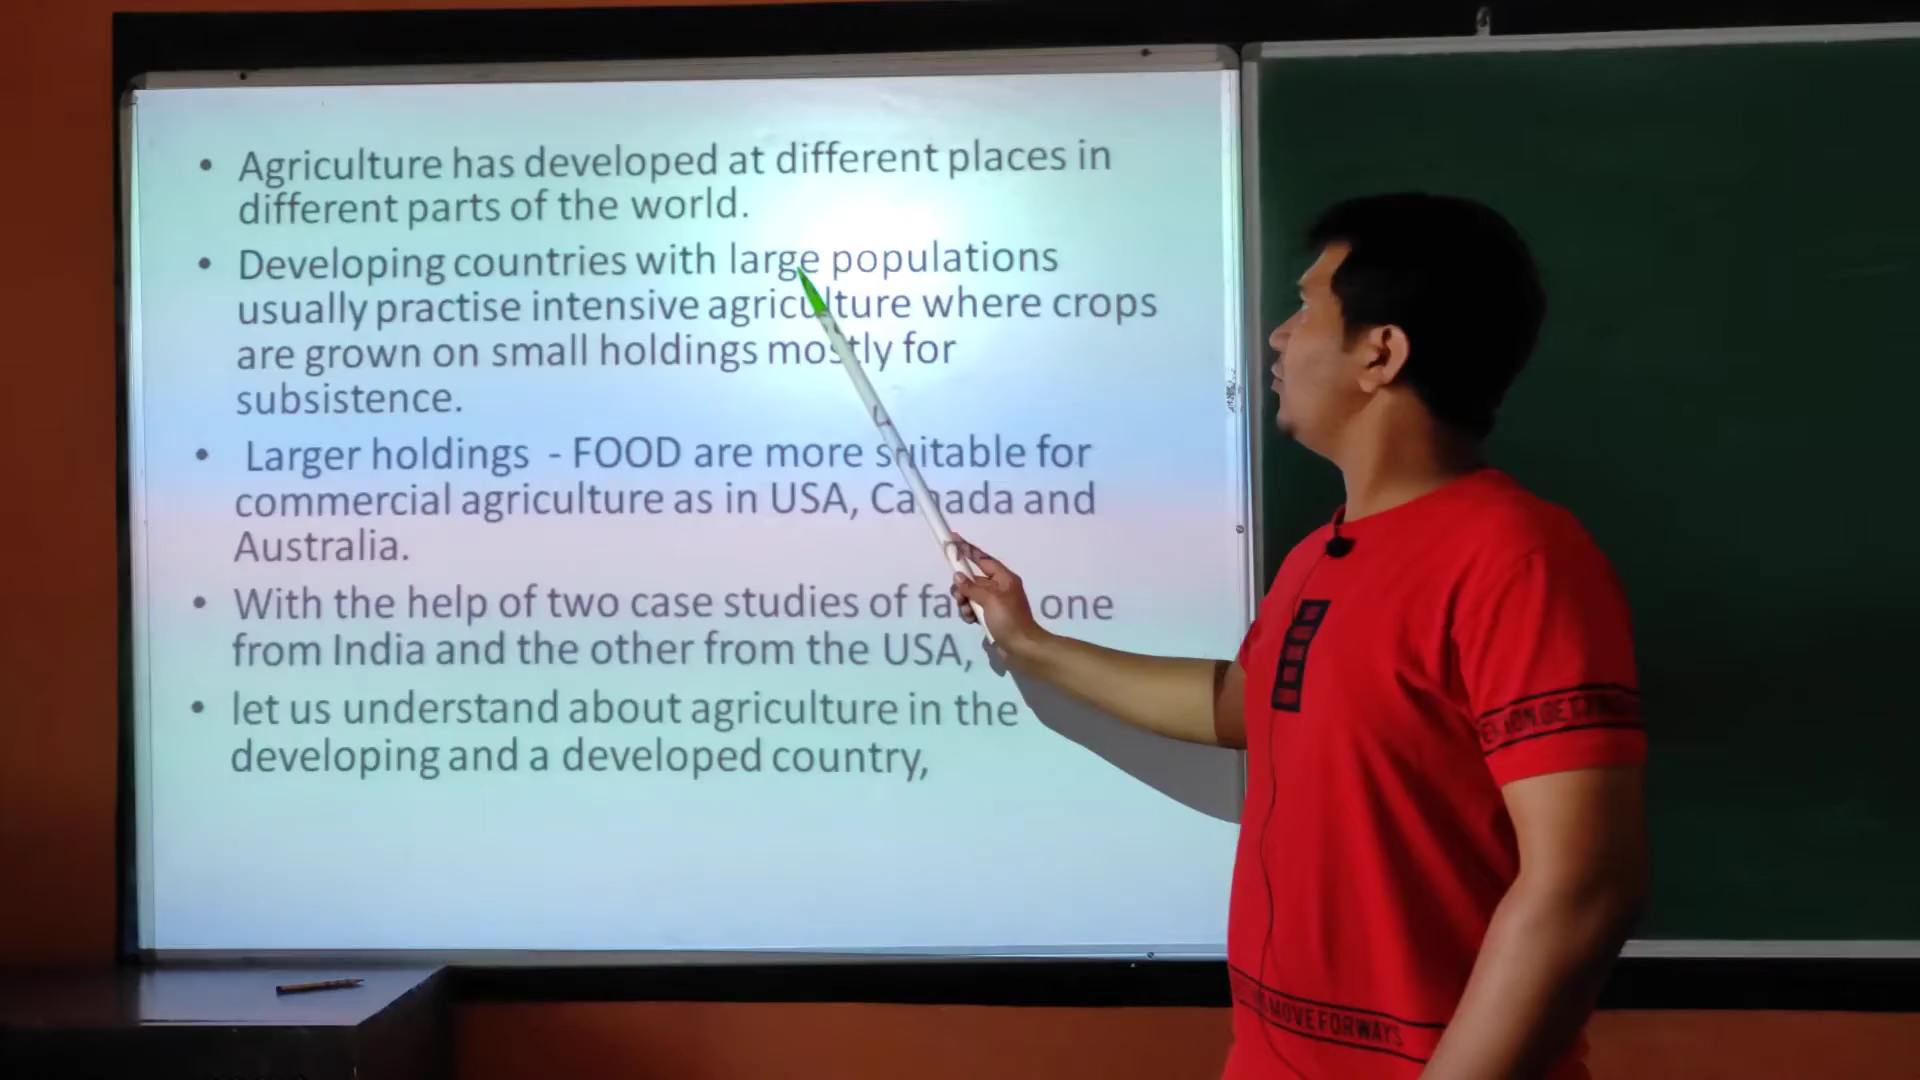 • Agriculture has developed at different places in
different parts of the world.
• Developing countries with large populations
usually practise intensive agriculture where crops
are grown on small holdings mostly for
subsistence.
• Larger holdings - FOOD are more suitable for
commercial agriculture as in USA, Canada and
Australia.
• With the help of two case studies of one
from India and the other from the USA,
• let us understand about agriculture in the
developing and a developed country,
MOVE FORWAYS